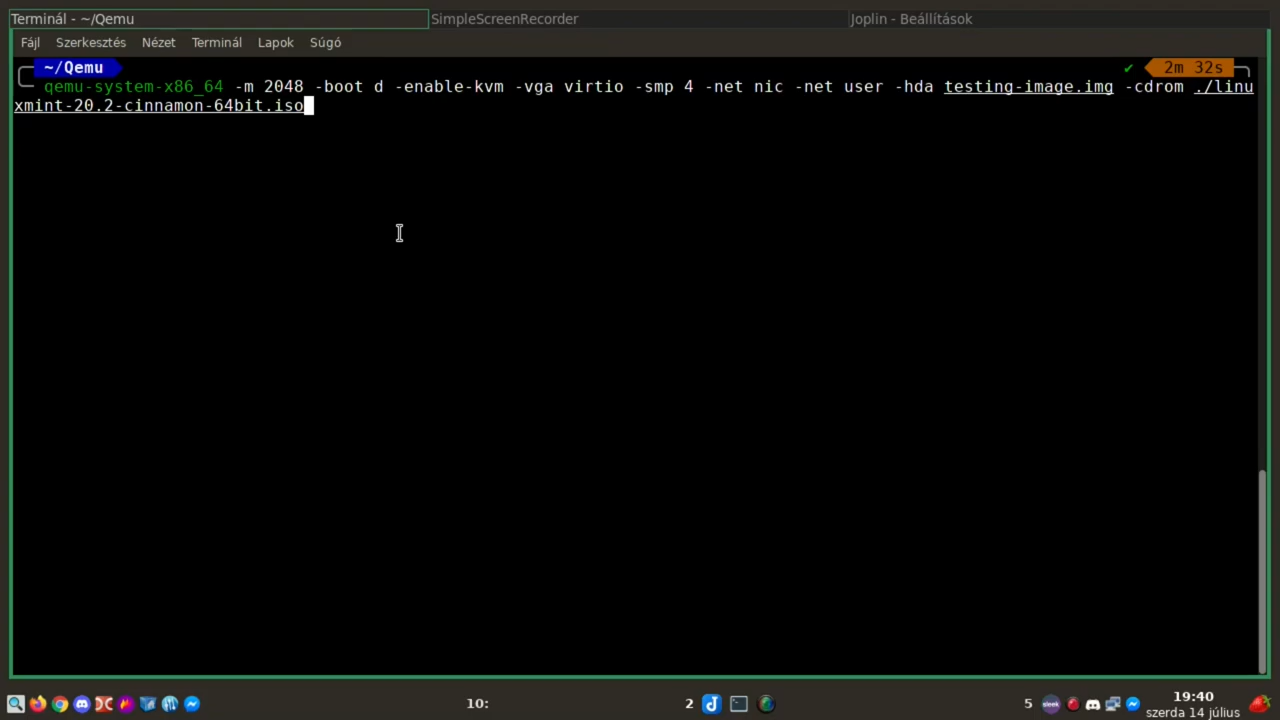 Terminál - ~/Qemu
SimpleScreenRecorder
Joplin - Beállítások
Fájl Szerkesztés Nézet Terminál Lapok Súgó
~/Qemu ✔ 2m 32s
qemu-system-x86_64 -m 2048 -boot d -enable-kvm -vga virtio -smp 4 -net nic -net user -hda testing-image.img -cdrom ./linu
xmint-20.2-cinnamon-64bit.iso
10: 2 5 sleek 19:40
szerda 14 július